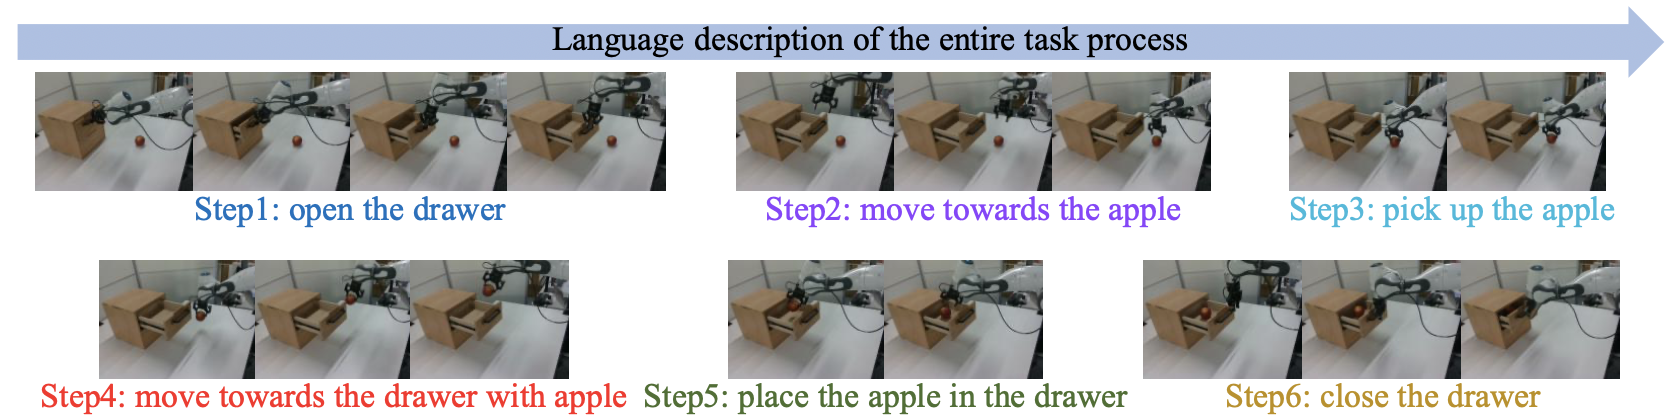 Language description of the entire task process
Step1: open the drawer
Step2: move towards the apple
Step3: pick up the apple
Step4: move towards the drawer with apple
Step5: place the apple in the drawer
Step6: close the drawer